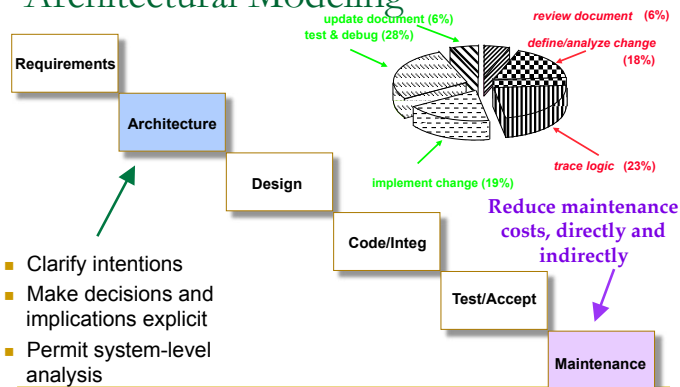 Architectural Modeling
update document (6%)
test & debug (28%)
review document (6%)
define/analyze change
(18%)
Requirements
Architecture
Design
implement change (19%)
trace logic (23%)
Reduce maintenance
costs, directly and
indirectly
Code/Integ
Test/Accept
Maintenance
■ Clarify intentions
■ Make decisions and
implications explicit
■ Permit system-level
analysis